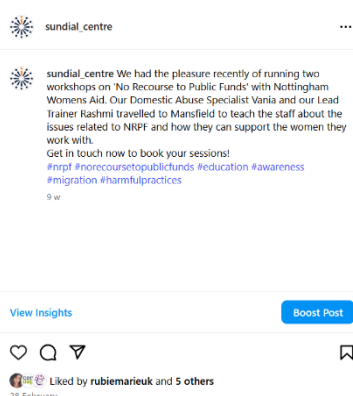 sundial_centre
sundial_centre We had the pleasure recently of running two
workshops on 'No Recourse to Public Funds' with Nottingham
Womens Aid. Our Domestic Abuse Specialist Vania and our Lead
Trainer Rashmi travelled to Mansfield to teach the staff about the
issues related to NRPF and how they can support the women they
work with.
Get in touch now to book your sessions!
#nrpf #norecoursetopublicfunds #education #awareness
#migration #harmfulpractices
9 w
View Insights
Boost Post
Liked by rubiemarieuk and 5 others
28 February